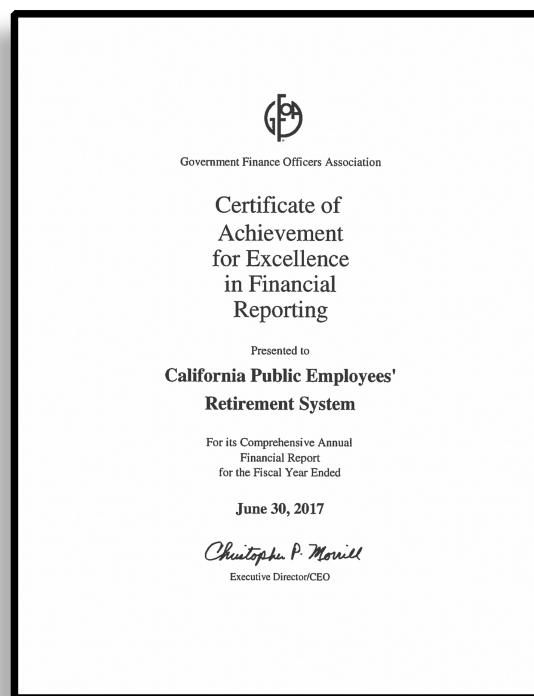 GFOA
Government Finance Officers Association
Certificate of
Achievement
for Excellence
in Financial
Reporting
Presented to
California Public Employees'
Retirement System
For its Comprehensive Annual
Financial Report
for the Fiscal Year Ended
June 30, 2017
Christopher P. Morrill
Executive Director/CEO